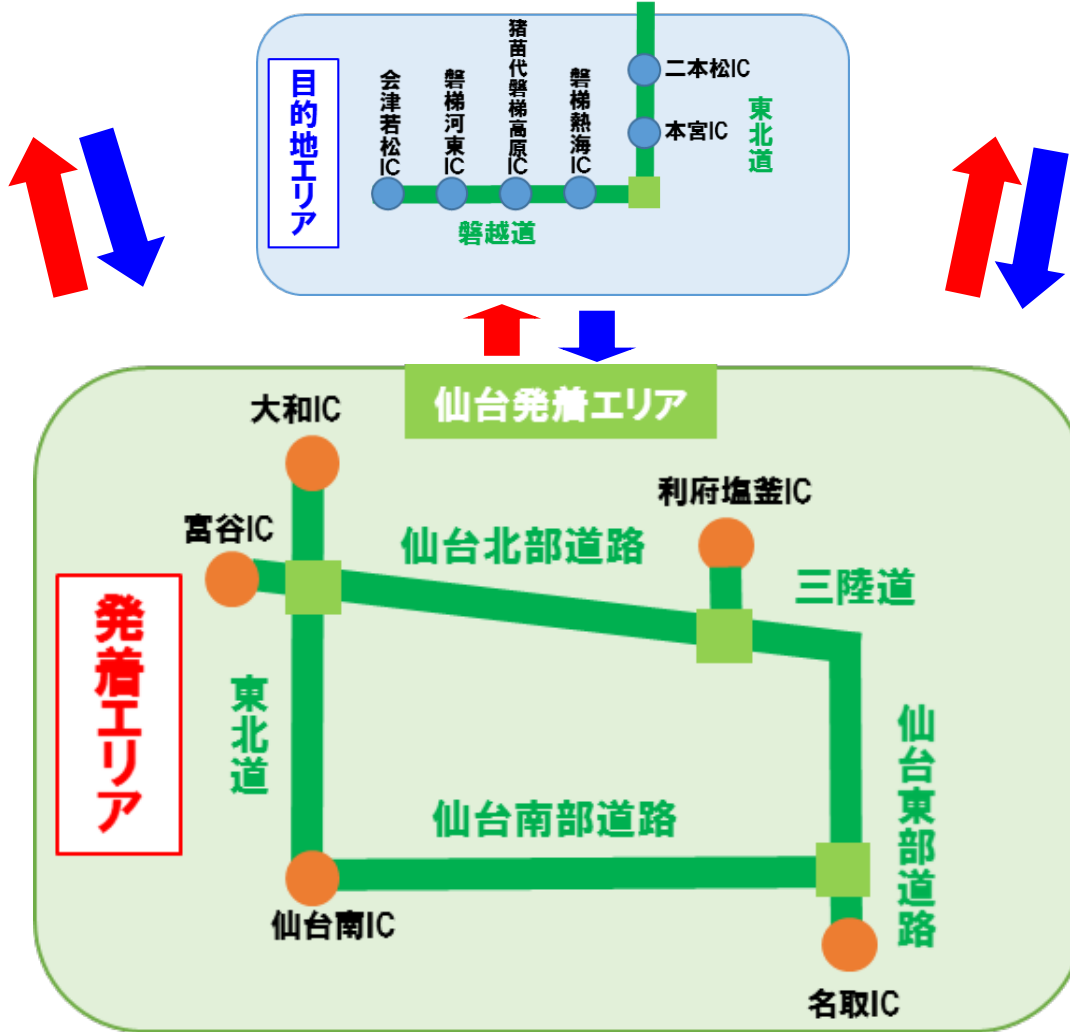 目的地エリア
会津若松IC
磐梯河東IC
猪苗代磐梯高原IC
磐梯熱海IC
二本松IC
本宮IC
東北道
磐越道
仙台発着エリア
大和IC
利府塩釜IC
富谷IC
仙台北部道路
三陸道
発着エリア
東北道
仙台東部道路
仙台南部道路
仙台南IC
名取IC